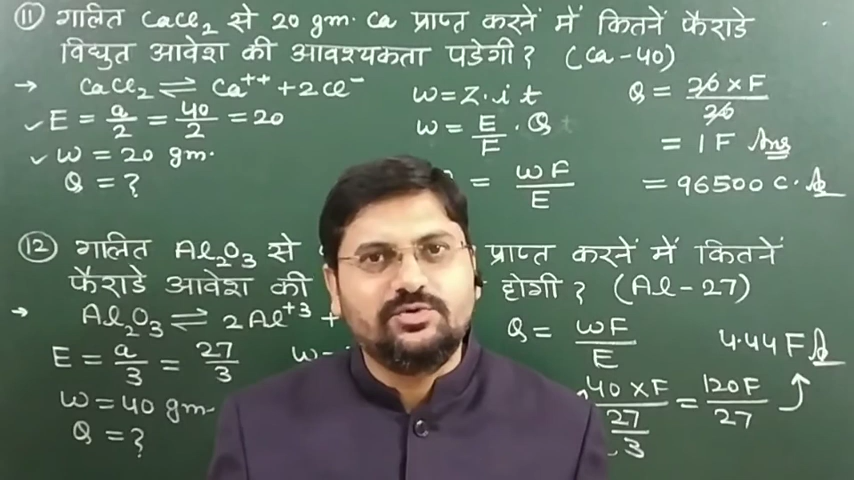 (11) गलित CaCl₂ से 20 gm. Ca प्राप्त करनें में कितनें फैराडे
विद्युत आवेश की आवश्यकता पडेगी ? (Ca - 40)
→ CaCl₂ ⇌ Ca⁺⁺ + 2Cl⁻
✓ E = a/2 = 40/2 = 20
✓ W = 20 gm.
Q = ?
W = Z. i t
W = E/F . Q t
= WF/E
Q = 20 × F/20
= 1 F Ans
= 96500 C. A
(12) गलित Al₂O₃ से प्राप्त करनें में कितनें
फैराडे आवेश की होगी ? (Al - 27)
→ Al₂O₃ ⇌ 2Al⁺³ +
E = a/3 = 27/3
W = 40 gm
Q = ?
Q = WF/E
40 × F/27/3 = 120F/27
4.44 F A